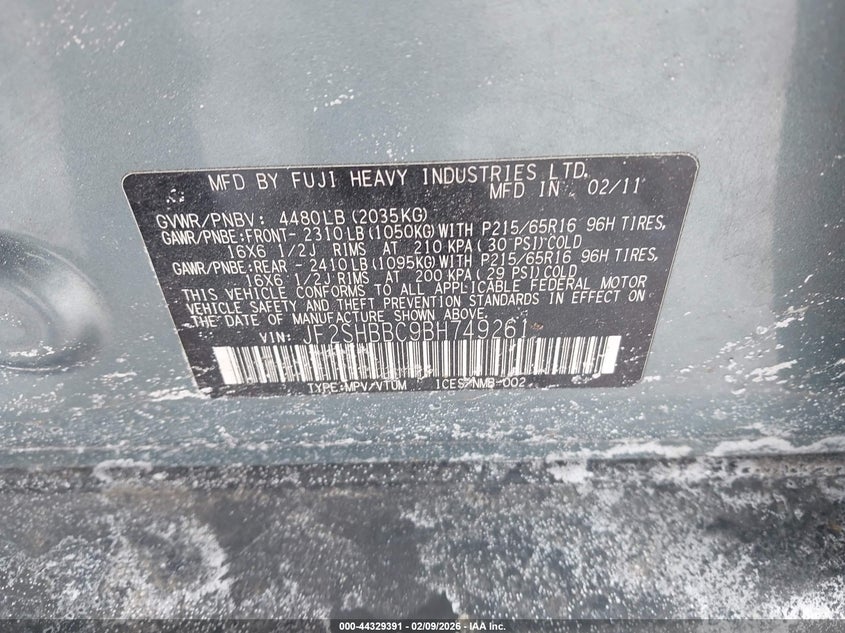 MFD BY FUJI HEAVY INDUSTRIES LTD.
MFD IN 02/11
GVWR/PNBV: 4480LB(2035KG)
GAWR/PNBE:FRONT-2310LB(1050KG)WITH P215/65R16 96H TIRES,
16X6 1/2J RIMS AT 210 KPA(30 PSI)COLD
GAWR/PNBE:REAR -2410LB(1095KG)WITH P215/65R16 96H TIRES,
16X6 1/2J RIMS AT 200 KPA(29 PSI)COLD
THIS VEHICLE CONFORMS TO ALL APPLICABLE FEDERAL MOTOR
VEHICLE SAFETY AND THEFT PREVENTION STANDARDS IN EFFECT ON
THE DATE OF MANUFACTURE SHOWN ABOVE.
VIN: JF2SHBBC9BH749261
TYPE:MPV/VTUM ICES/NMB-002
000-44329391 - 02/09/2026 - IAA Inc.